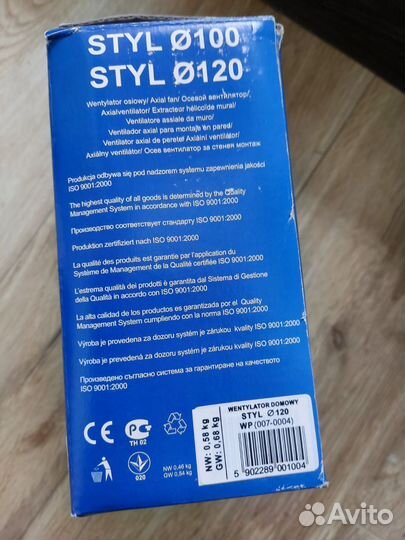 STYL Ø100
STYL Ø120
Wentylator osiowy/ Axial fan/ Осевой вентилятор/
Axialventilator/ Extracteur hélicoïde mural/
Ventilatore assiale da muro/
Ventilador axial para montaje en pared/
Ventilador axial de perete/ Axiální ventilátor/
Axiálny ventilátor/ Осев вентилатор за стенен монтаж
Produkcja odbywa się pod nadzorem systemu zapewnienia jakości
ISO 9001:2000
The highest quality of all goods is determined by the Quality
Management System in accordance with ISO 9001:2000
Производство соответствует стандарту ISO 9001:2000
Produktion zertifiziert nach ISO 9001:2000
La qualité des produits est garantie par l'application du
Système de Management de la Qualité certifiée ISO 9001:2000
L'estrema qualità dei prodotti è garantita dal Sistema di Gestione
della Qualità in accordo con ISO 9001:2000
La alta calidad de los productos es garantizada por el Quality
Management System cumpliendo con la norma ISO 9001:2000
Výroba je prevedená za dozoru systém je zárukou kvality ISO 9001:2000
Výroba je prevedená za dozoru systém je zárukou kvality ISO 9001:2000
Произведено съгласно система за гарантиране на качеството
ISO 9001:2000
CE
PC
TH 02
020
NW 0,46 kg
GW 0,54 kg
NW: 0,58 kg
GW: 0,68 kg
WENTYLATOR DOMOWY
STYL Ø120
WP (007-0004)
5 902289 001004
Avito